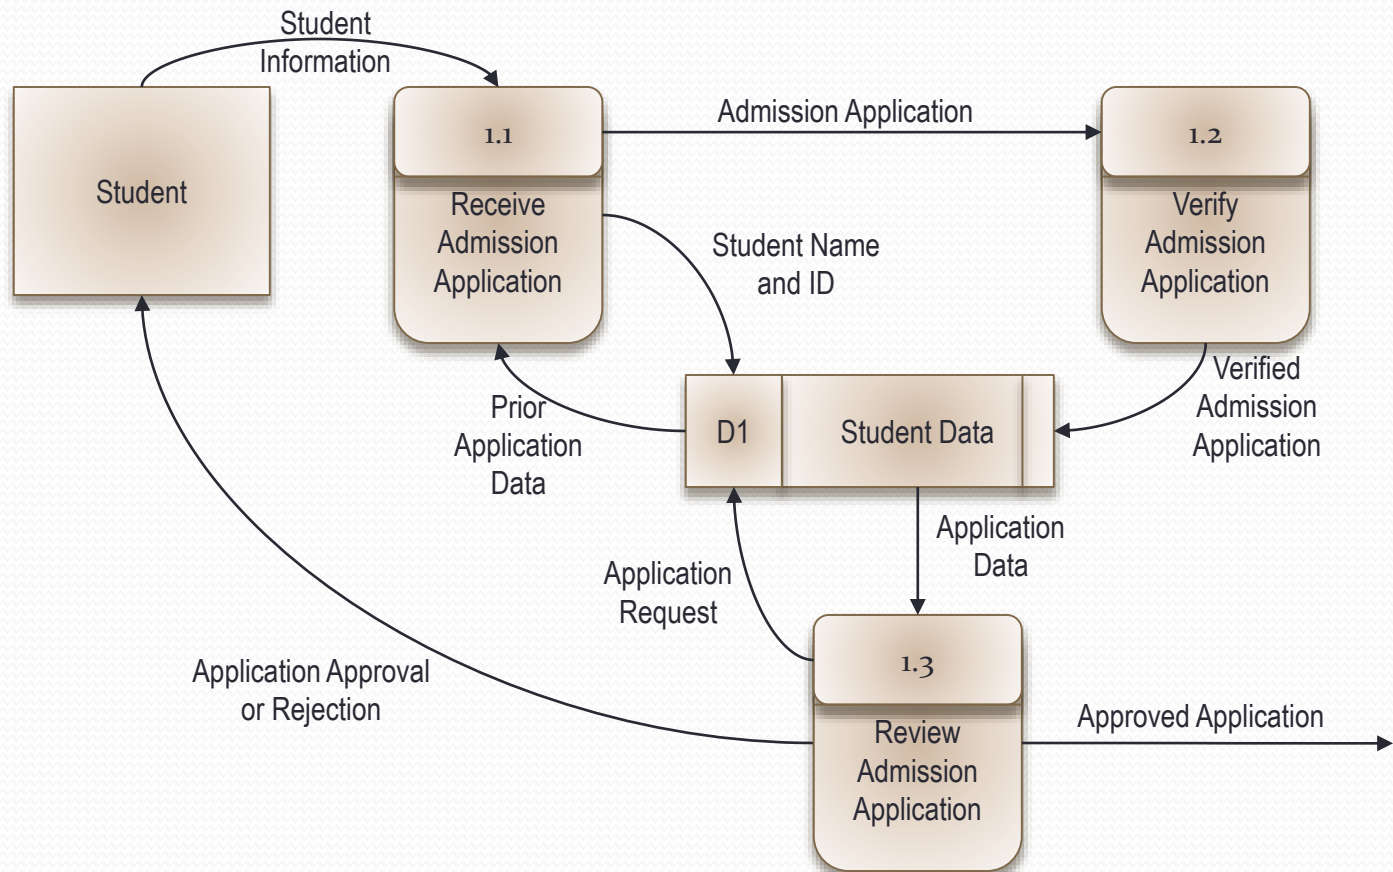 Student
Information
Student
1.1
Receive
Admission
Application
Admission Application
1.2
Verify
Admission
Application
Student Name
and ID
Prior
Application
Data
D1
Student Data
Verified
Admission
Application
Application
Request
Application
Data
1.3
Review
Admission
Application
Application Approval
or Rejection
Approved Application